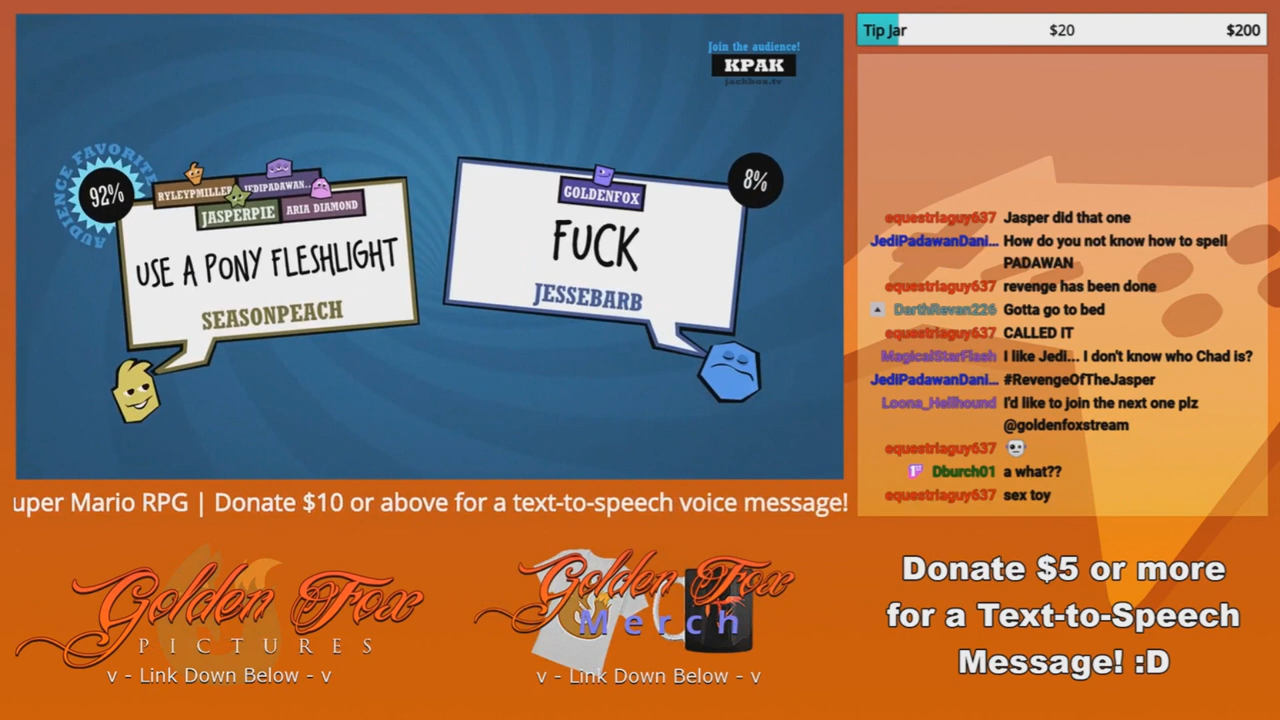 Join the audience!
KPAK
jackbox.tv
AUDIENCE FAVORITE
92%
RYLEYPMILLER
JEDIPADAWAN..
JASPERPIE
ARIA DIAMOND
USE A PONY FLESHLIGHT
SEASONPEACH
8%
GOLDENFOX
FUCK
JESSEBARB
Tip Jar
$20
$200
equestriaguy637 Jasper did that one
JediPadawanDani... How do you not know how to spell
PADAWAN
equestriaguy637 revenge has been done
DarthRevan226 Gotta go to bed
equestriaguy637 CALLED IT
MagicalStarFlash I like Jedi... I don't know who Chad is?
JediPadawanDani... #RevengeOfTheJasper
Loona_Hellhound I'd like to join the next one plz
@goldenfoxstream
equestriaguy637
Dburch01 a what??
equestriaguy637 sex toy
uper Mario RPG | Donate $10 or above for a text-to-speech voice message!
Golden Fox
PICTURES
v - Link Down Below - v
Golden Fox
Merch
v - Link Down Below - v
Donate $5 or more
for a Text-to-Speech
Message! :D